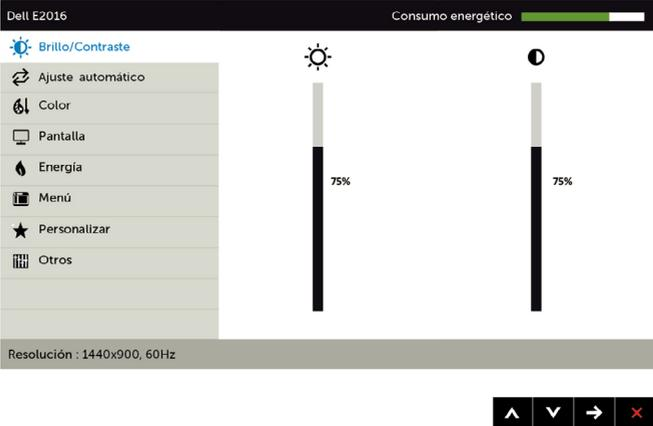 Dell E2016
Consumo energético
Brillo/Contraste
Ajuste automático
Color
Pantalla
Energía
Menú
Personalizar
Otros
75%
75%
Resolución : 1440x900, 60Hz